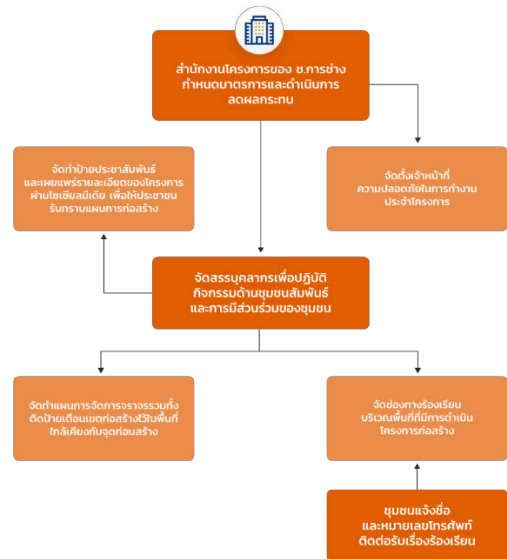 สำนักงานโครงการของ ช.การช่าง
กำหนดมาตรการและดำเนินการ
ลดผลกระทบ
จัดทำป้ายประชาสัมพันธ์
และเผยแพร่รายละเอียดของโครงการ
ผ่านโซเชียลมีเดีย เพื่อให้ประชาชน
รับทราบแผนการก่อสร้าง
จัดตั้งเจ้าหน้าที่
ความปลอดภัยในการทำงาน
ประจำโครงการ
จัดสรรบุคลากรเพื่อปฏิบัติ
กิจกรรมด้านชุมชนสัมพันธ์
และการมีส่วนร่วมของชุมชน
จัดทำแผนการจัดการจราจรรวมทั้ง
ติดป้ายเตือนเขตก่อสร้างไว้ในพื้นที่
ใกล้เคียงกับจุดก่อนสร้าง
จัดช่องทางร้องเรียน
บริเวณพื้นที่ที่มีการดำเนิน
โครงการก่อสร้าง
ชุมชนแจ้งชื่อ
และหมายเลขโทรศัพท์
ติดต่อรับเรื่องร้องเรียน